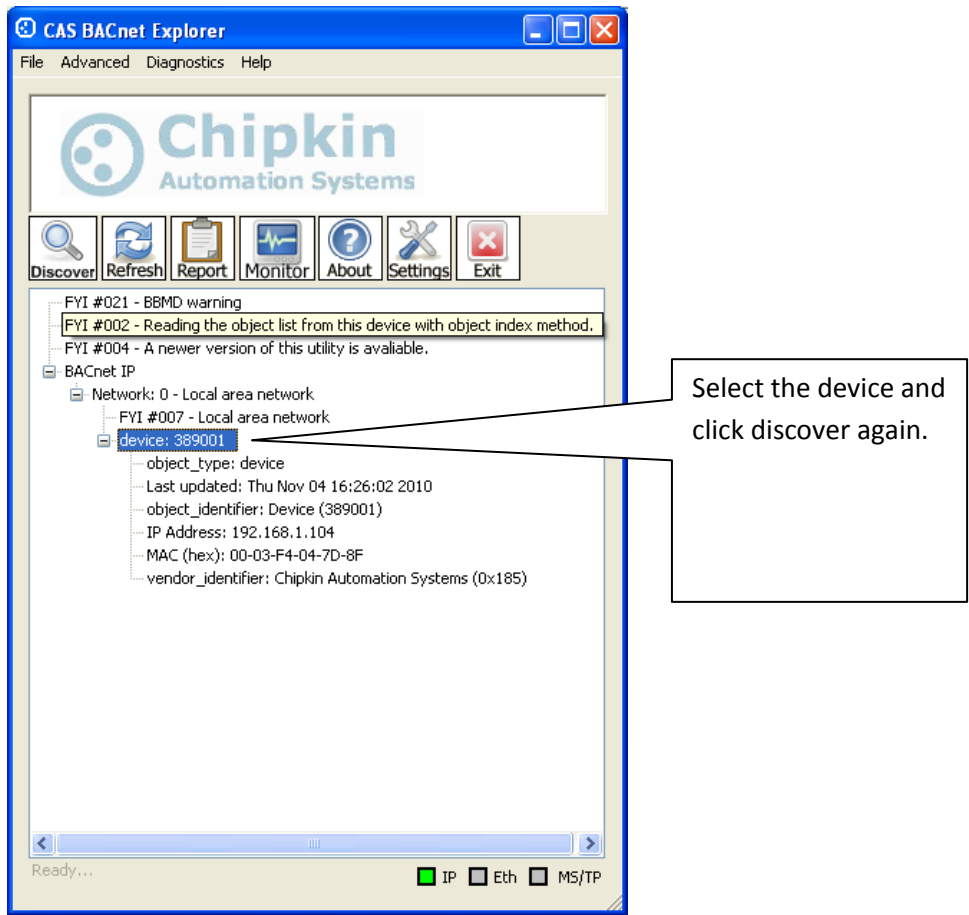 CAS BACnet Explorer
File Advanced Diagnostics Help
Chipkin
Automation Systems
Discover Refresh Report Monitor About Settings Exit
FYI #021 - BBMD warning
FYI #002 - Reading the object list from this device with object index method.
FYI #004 - A newer version of this utility is avaliable.
BACnet IP
Network: 0 - Local area network
FYI #007 - Local area network
device: 389001
object_type: device
Last updated: Thu Nov 04 16:26:02 2010
object_identifier: Device (389001)
IP Address: 192.168.1.104
MAC (hex): 00-03-F4-04-7D-8F
vendor_identifier: Chipkin Automation Systems (0x185)
Select the device and
click discover again.
Ready...
IP Eth MS/TP